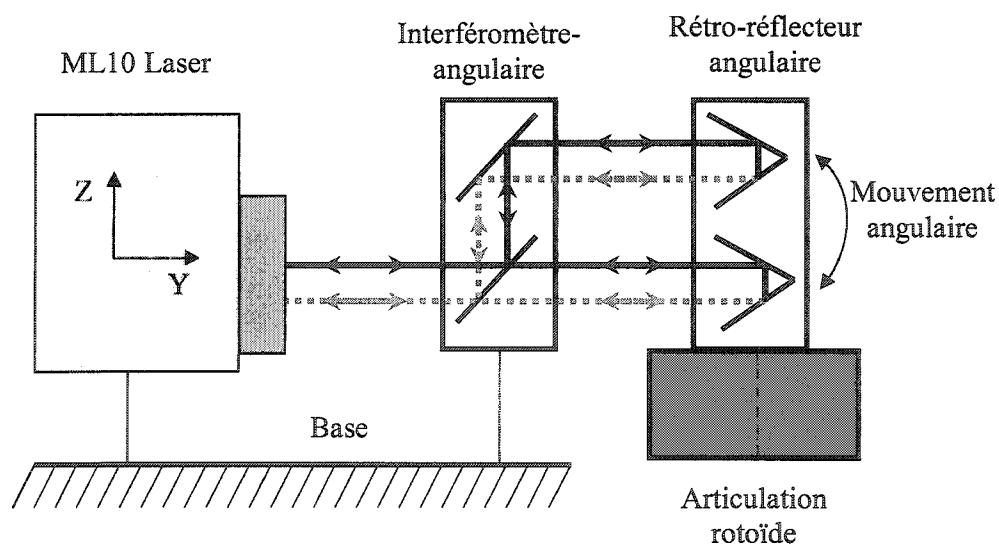 ML10 Laser
Interféromètre-
angulaire
Rétro-réflecteur
angulaire
Z
Y
Mouvement
angulaire
Base
Articulation
rotoïde